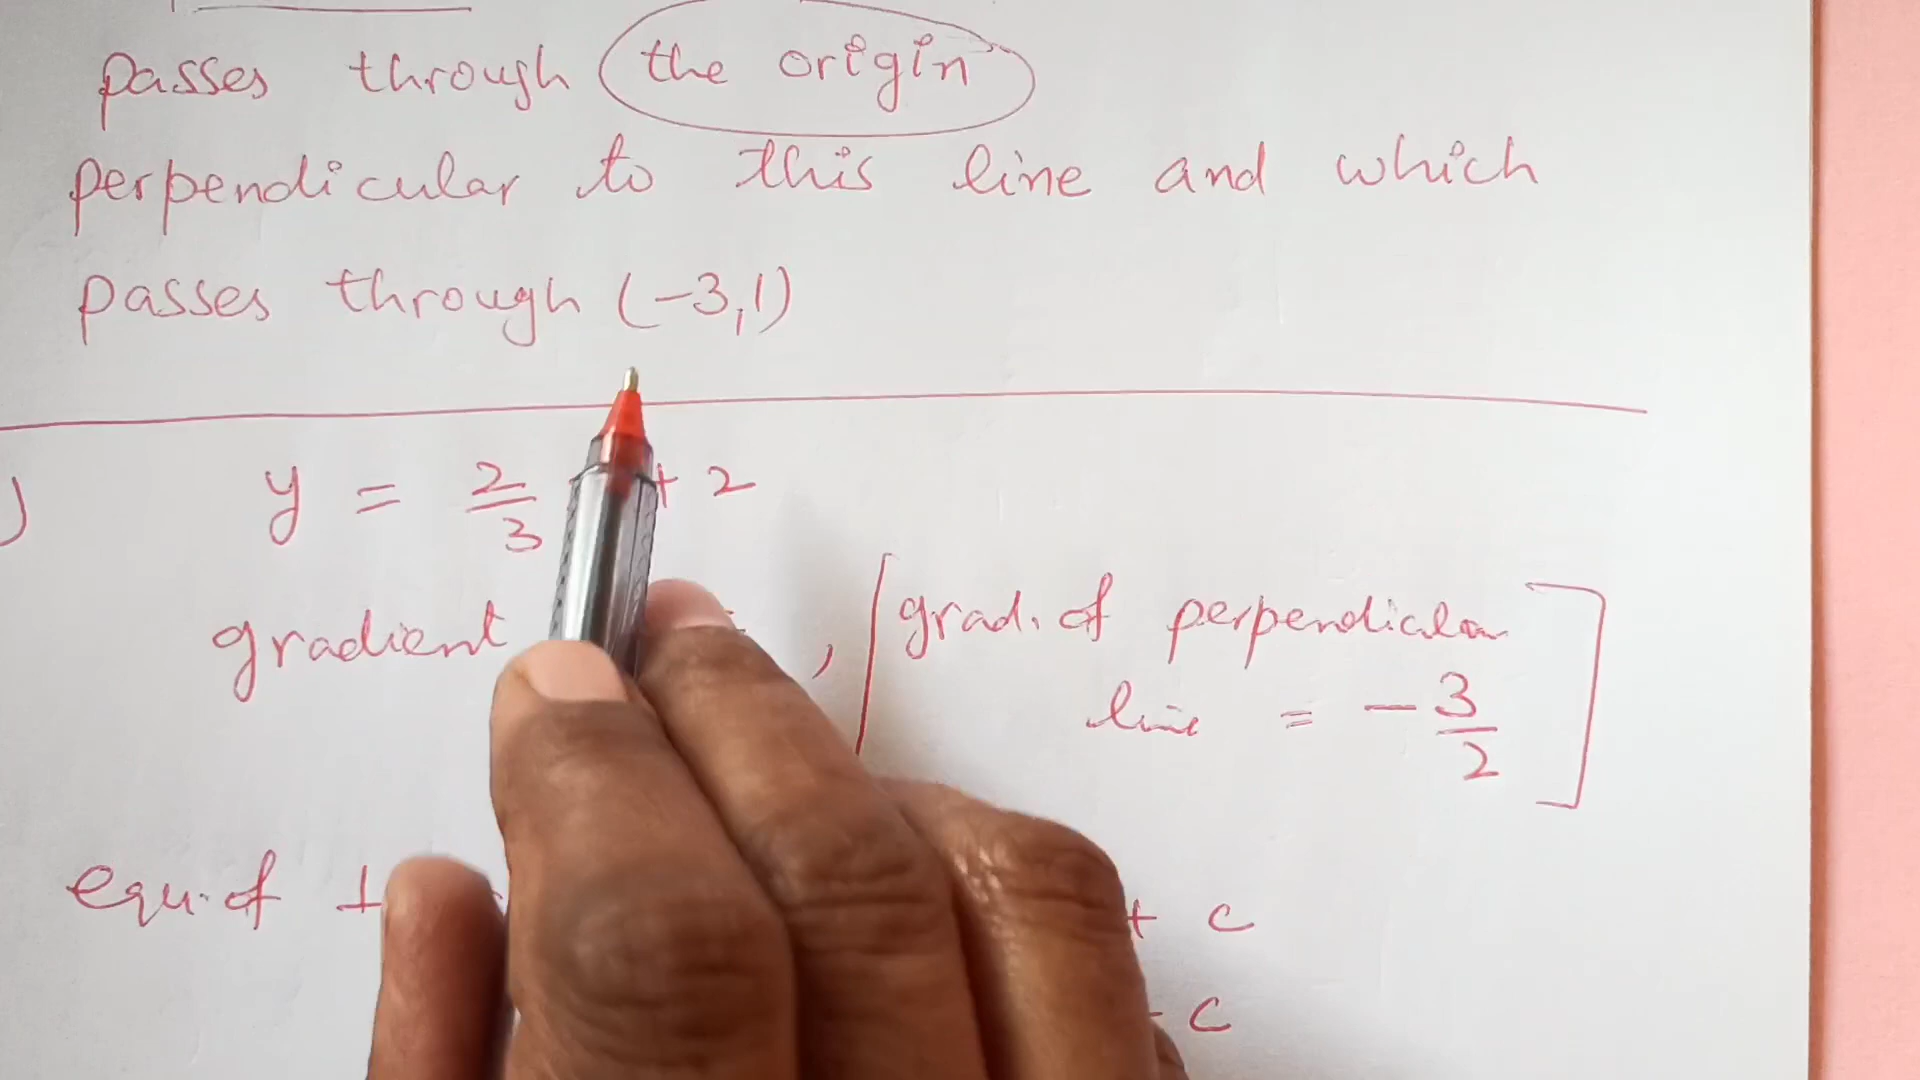 passes through the origin
perpendicular to this line and which
passes through (-3,1)
) y = 2/3 + 2
gradient , [grad. of perpendicular
line = - 3/2]
equ. of ⊥ + c
c